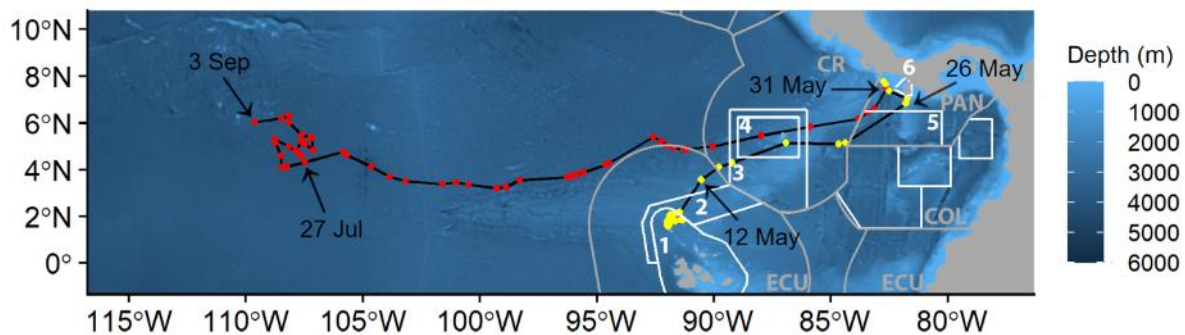 10°N
8°N
6°N
4°N
2°N
0°
3 Sep
27 Jul
CR
6
31 May
26 May
PAN
4
5
3
2
12 May
COL
1
ECU
ECU
115°W 110°W 105°W 100°W 95°W 90°W 85°W 80°W
Depth (m)
0
1000
2000
3000
4000
5000
6000